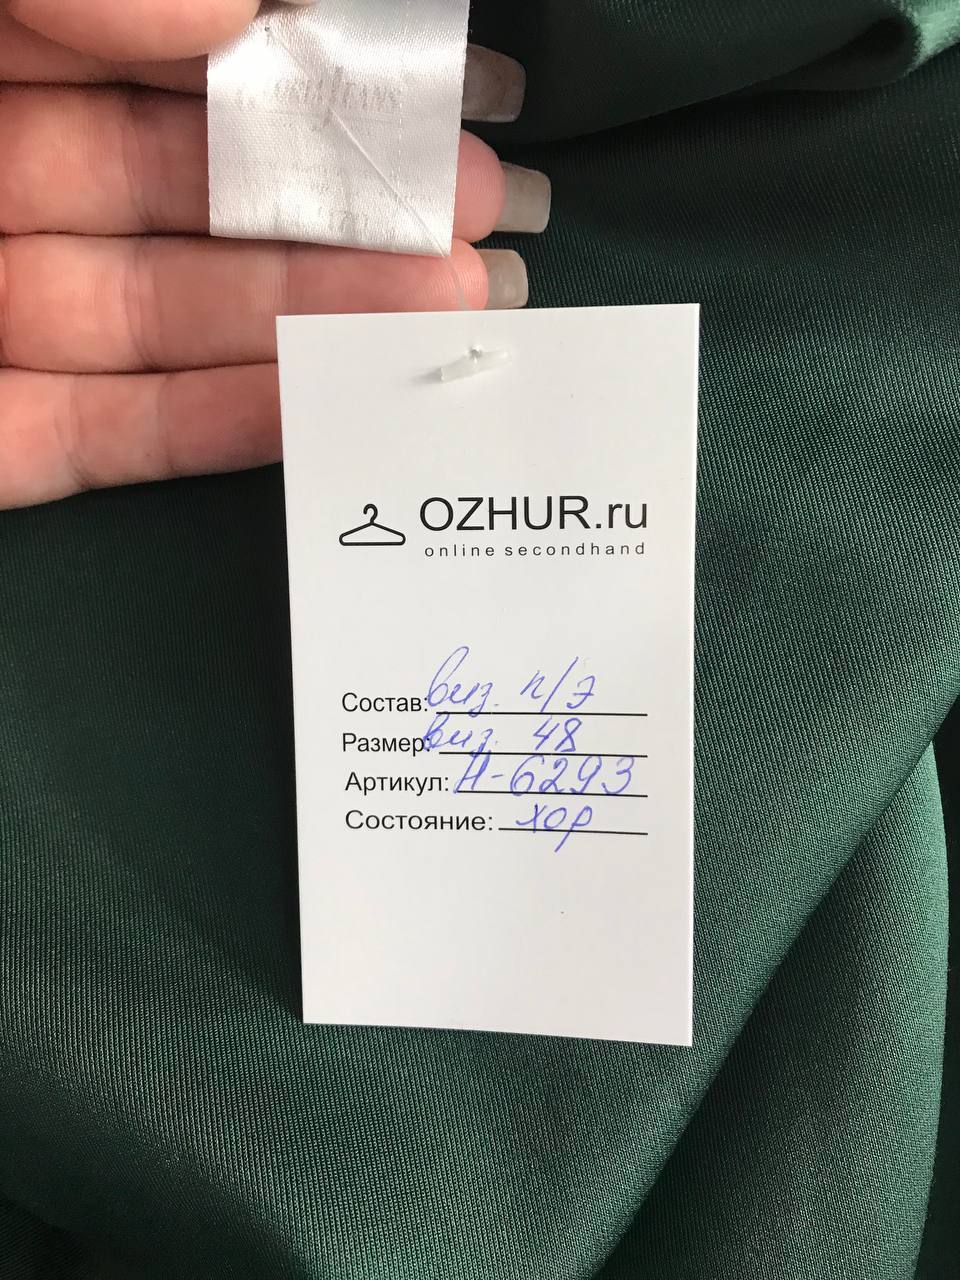 OZHUR.ru
online secondhand
Состав: виз. п/э
Размер: виз. 48
Артикул: А-6293
Состояние: хор